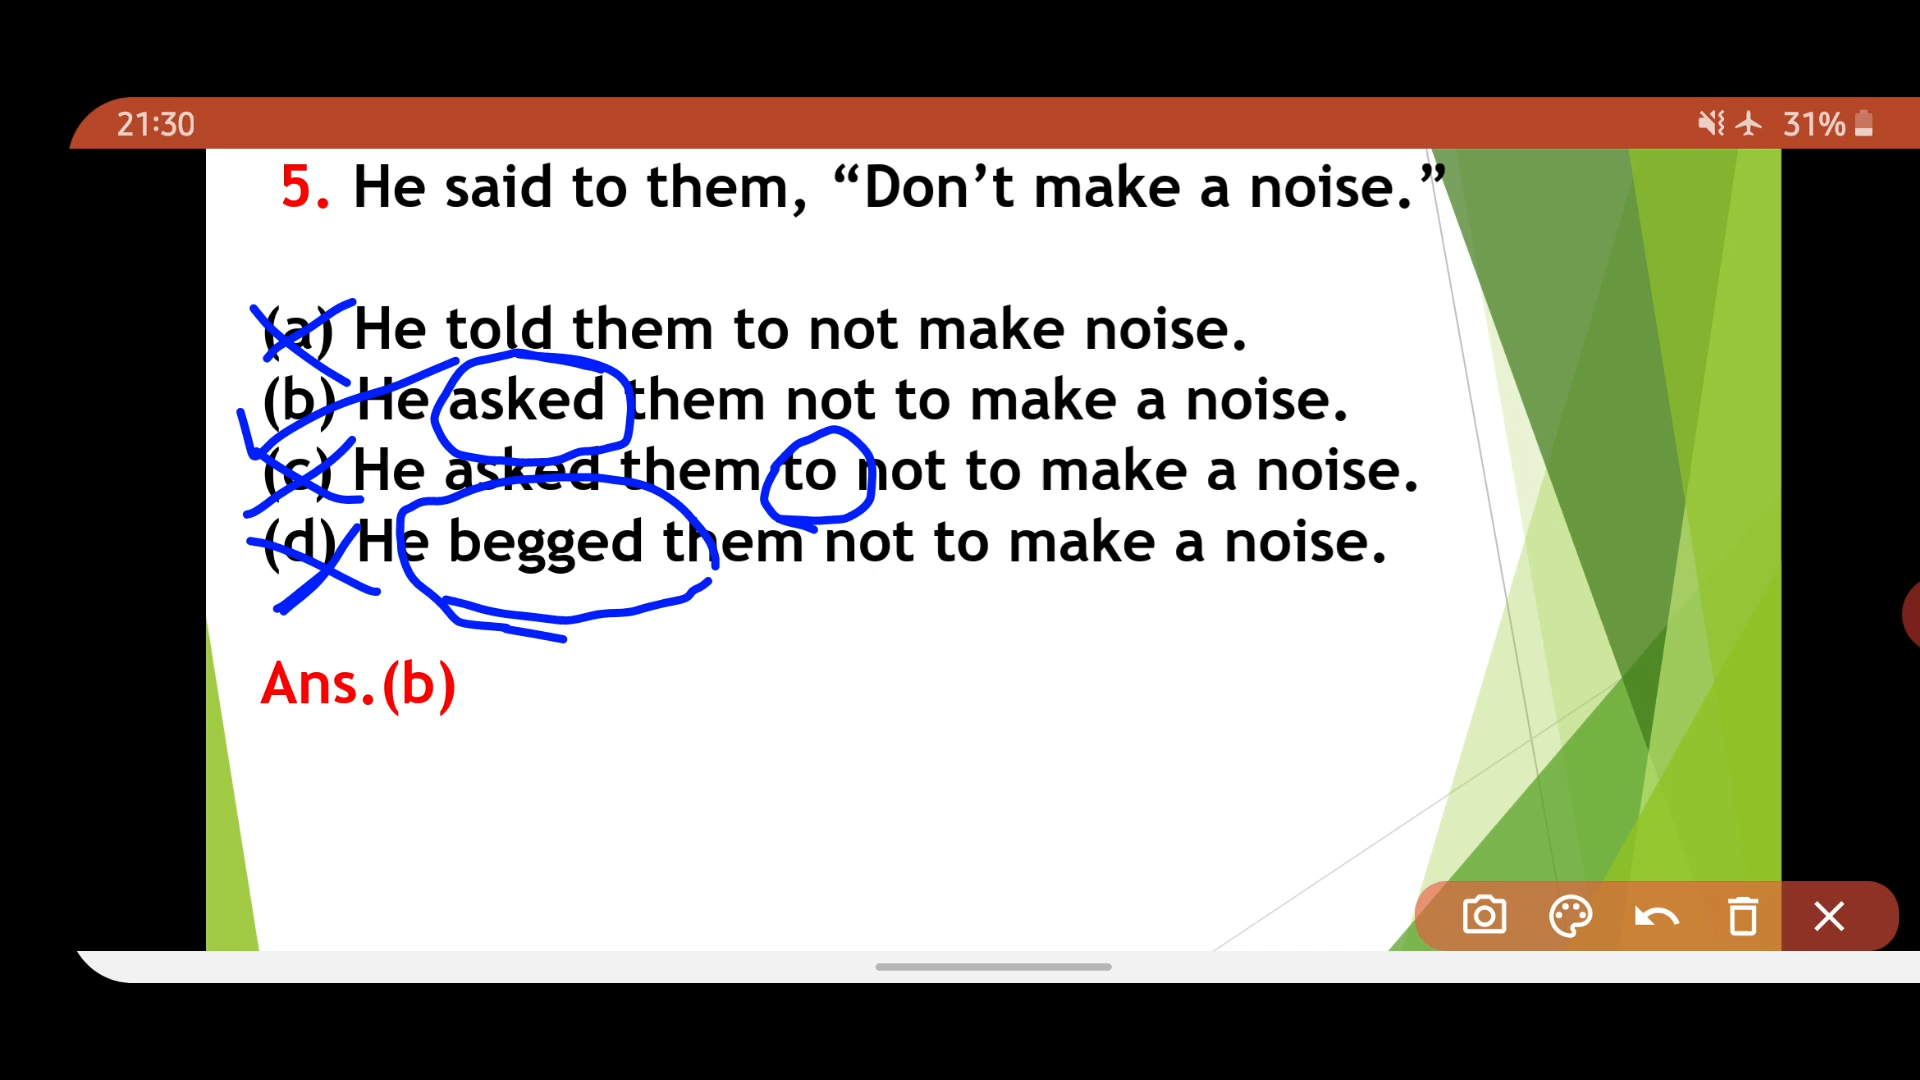 21:30
31%
5. He said to them, “Don’t make a noise.”
(a) He told them to not make noise.
(b) He asked them not to make a noise.
(c) He asked them to not to make a noise.
(d) He begged them not to make a noise.
Ans.(b)